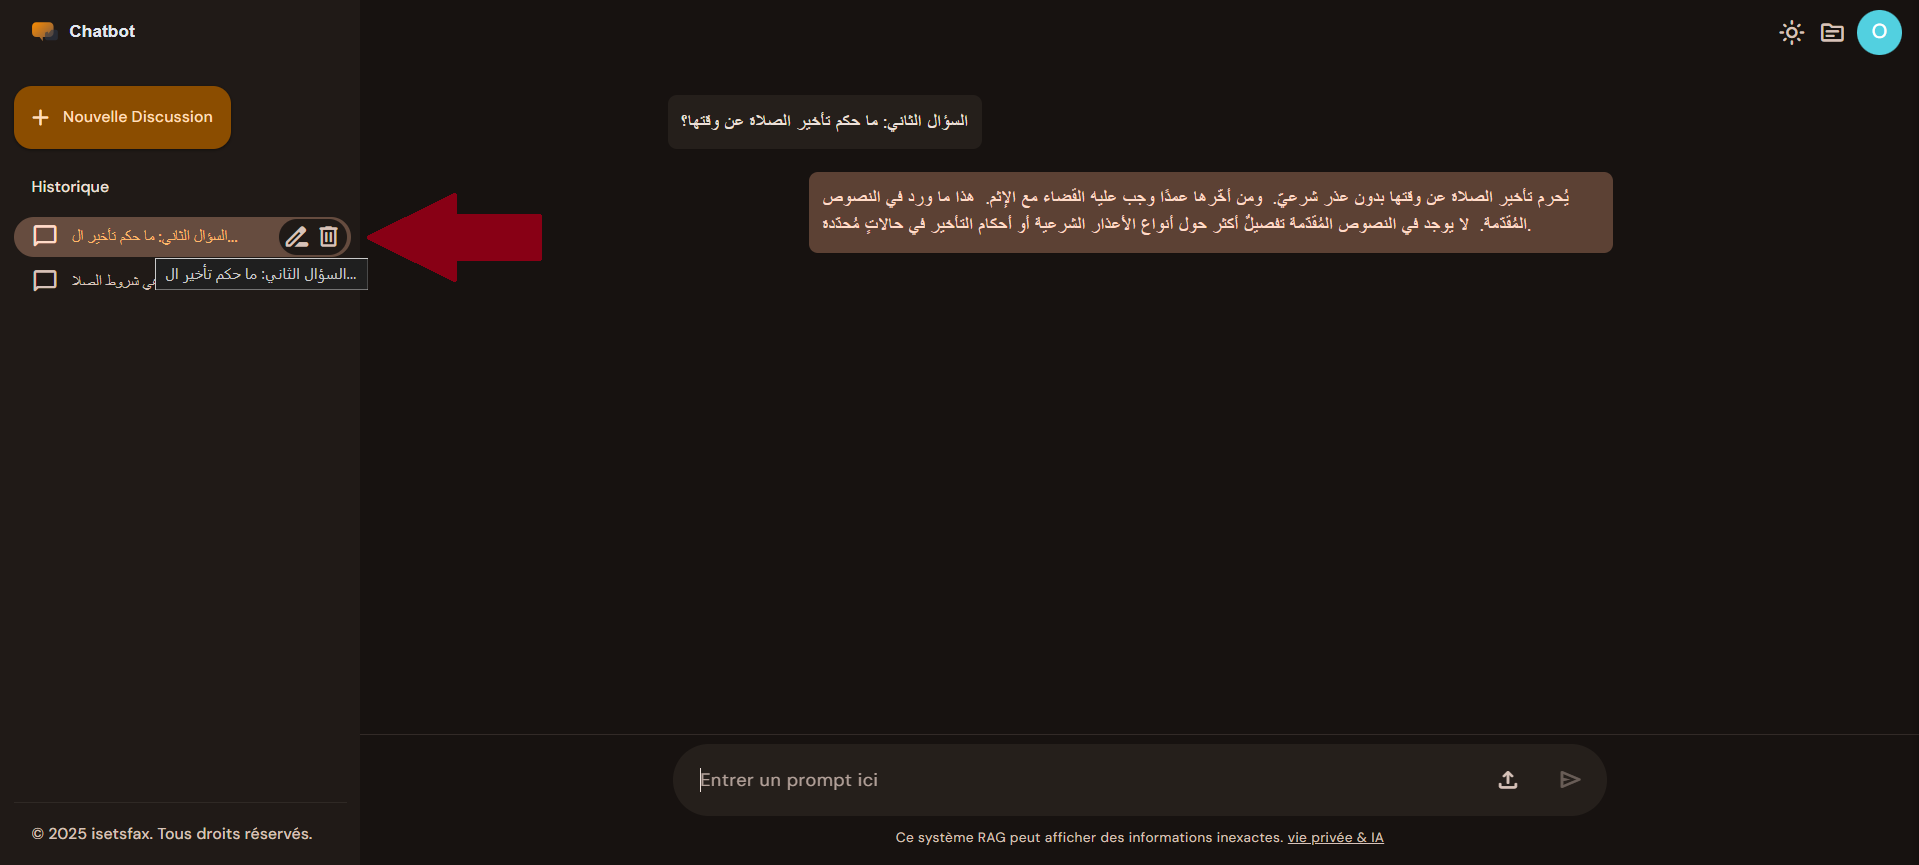 Chatbot
O
Nouvelle Discussion
Historique
السؤال الثاني: ما حكم تأخير ال...
السؤال الثاني: ما حكم تأخير ال...
في شروط الصلا
السؤال الثاني: ما حكم تأخير الصلاة عن وقتها؟
يُحرم تأخير الصلاة عن وقتها بدون عذر شرعيّ. ومن أخّرها عمدًا وجب عليه القضاء مع الإثم. هذا ما ورد في النصوص
المُقدّمة. لا يوجد في النصوص المُقدّمة تفصيلٌ أكثر حول أنواع الأعذار الشرعية أو أحكام التأخير في حالاتٍ مُحدّدة.
Entrer un prompt ici
Ce système RAG peut afficher des informations inexactes. vie privée & IA
© 2025 isetsfax. Tous droits réservés.